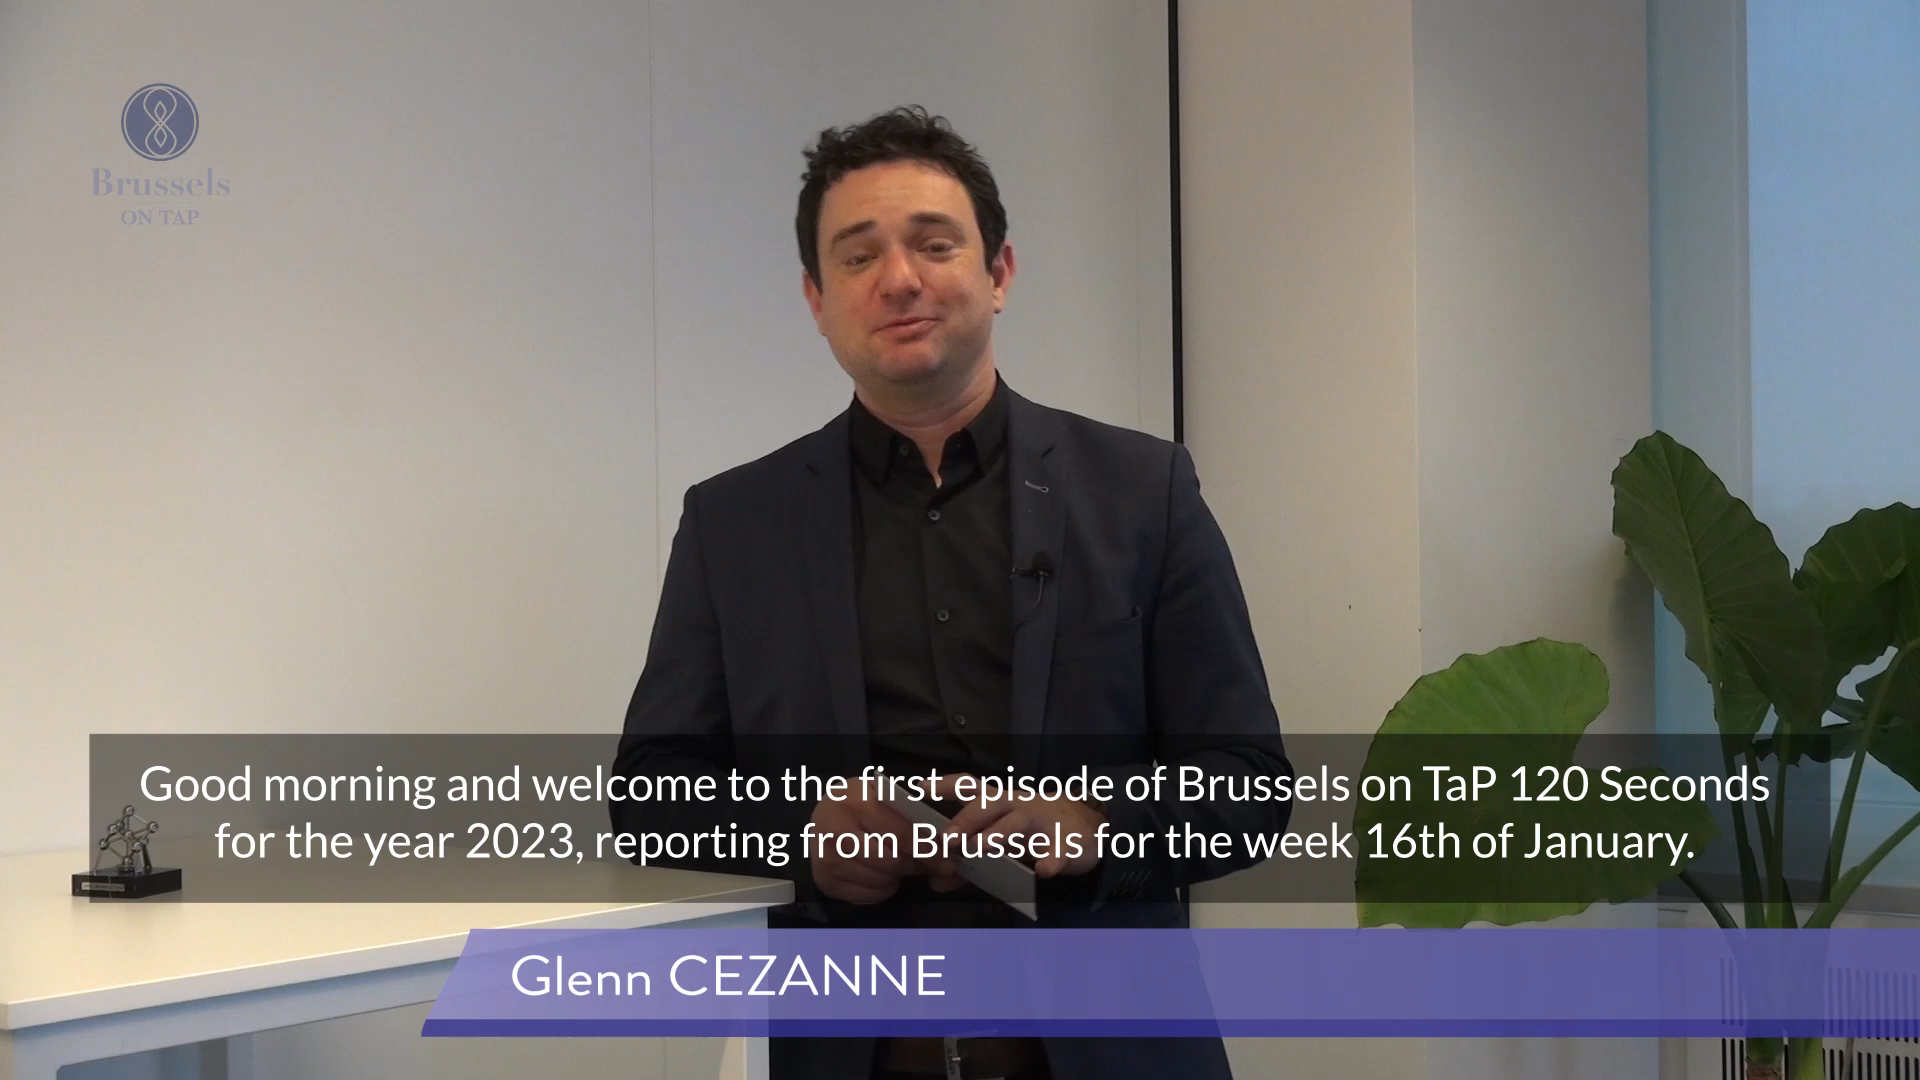 Brussels
ON TAP
Good morning and welcome to the first episode of Brussels on TaP 120 Seconds
for the year 2023, reporting from Brussels for the week 16th of January.
Glenn CEZANNE